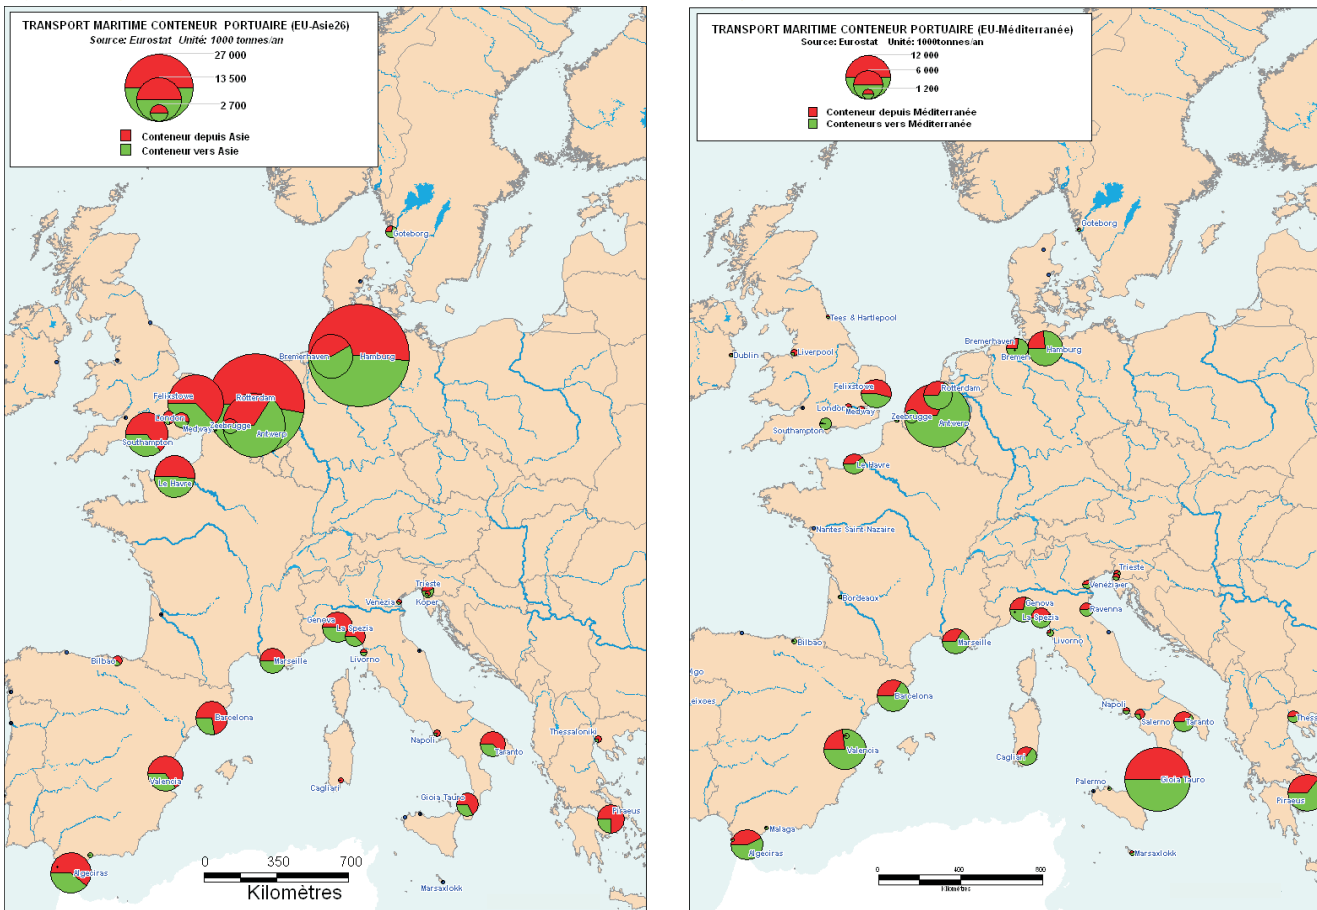 TRANSPORT MARITIME CONTENEUR PORTUAIRE (EU-Asie26)
Source: Eurostat Unité: 1000 tonnes/an
27 000
13 500
2 700
Conteneur depuis Asie
Conteneur vers Asie
Goteborg
Bremerhaven
Hamburg
Felixstowe
Rotterdam
London
Medway
Zeebrugge
Antwerp
Southampton
Le Havre
Trieste
Venezia
Koper
Genova
La Spezia
Livorno
Marseille
Bilbao
Barcelona
Napoli
Taranto
Thessaloniki
Valencia
Cagliari
Gioia Tauro
Piraeus
Algeciras
Marsaxlokk
0 350 700
Kilomètres
TRANSPORT MARITIME CONTENEUR PORTUAIRE (EU-Méditerranée)
Source: Eurostat Unité: 1000tonnes/an
12 000
6 000
1 200
Conteneur depuis Méditerranée
Conteneurs vers Méditerranée
Goteborg
Tees & Hartlepool
Dublin
Liverpool
Bremerhaven
Bremen
Hamburg
Felixstowe
Rotterdam
London
Medway
Zeebrugge
Antwerp
Southampton
Le Havre
Nantes Saint-Nazaire
Bordeaux
Trieste
Venezia
Genova
La Spezia
Ravenna
Livorno
Marseille
Bilbao
Barcelona
Napoli
Salerno
Taranto
Valencia
Cagliari
Palermo
Gioia Tauro
Piraeus
Malaga
Algeciras
Marsaxlokk
0 400 800
Kilomètres